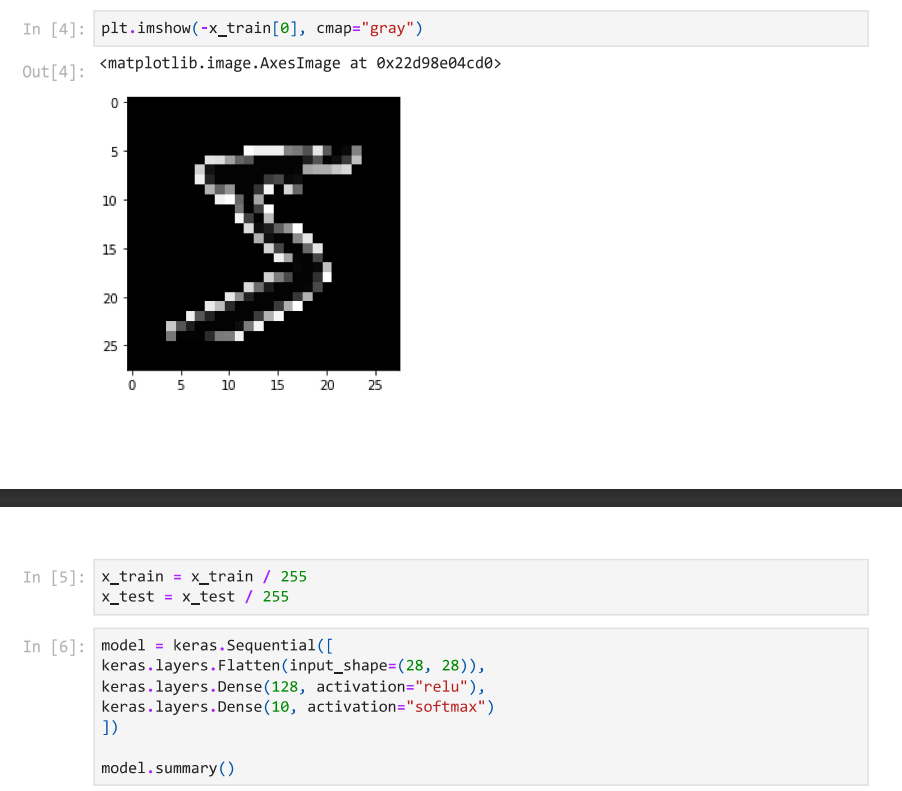 In [4]: plt.imshow(-x_train[0], cmap="gray")
Out[4]: <matplotlib.image.AxesImage at 0x22d98e04cd0>
0
5
10
15
20
25
0 5 10 15 20 25
In [5]: x_train = x_train / 255
x_test = x_test / 255
In [6]: model = keras.Sequential([
keras.layers.Flatten(input_shape=(28, 28)),
keras.layers.Dense(128, activation="relu"),
keras.layers.Dense(10, activation="softmax")
])
model.summary()